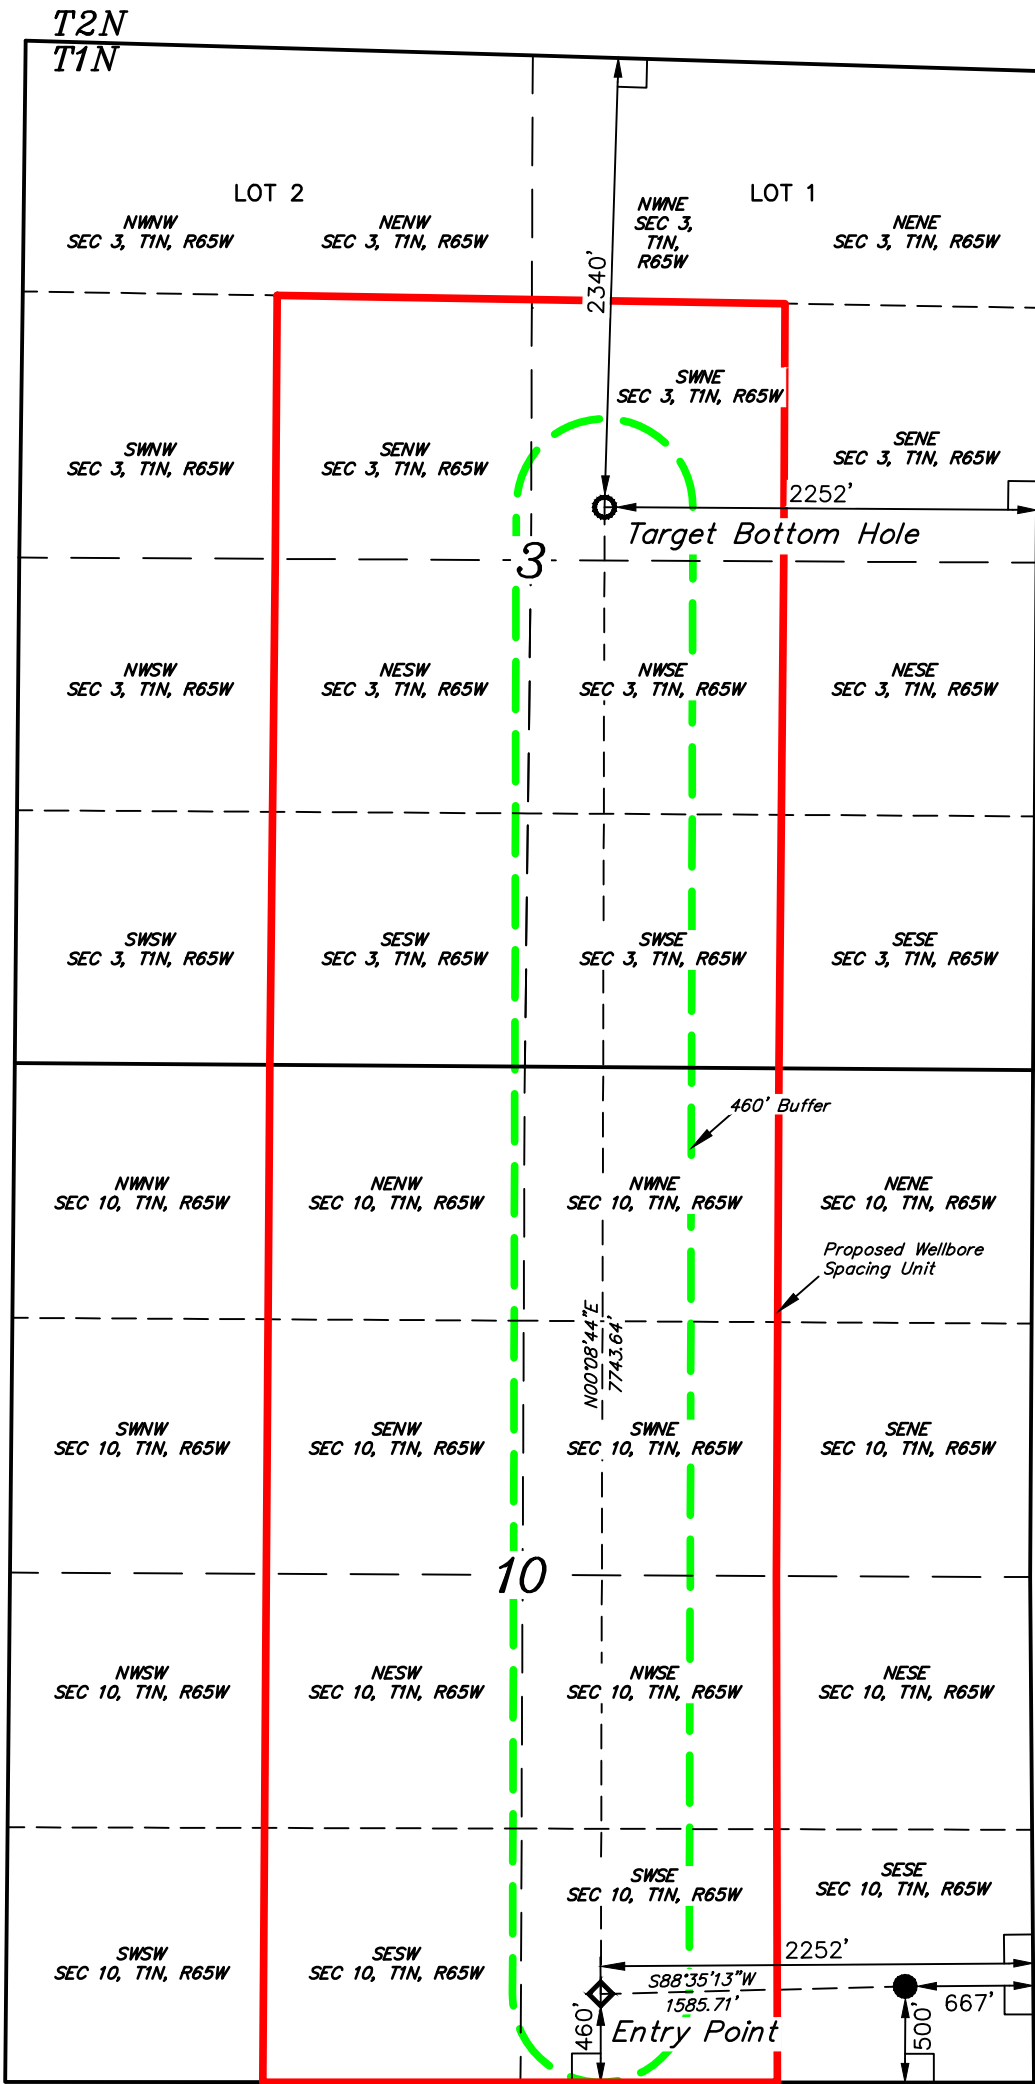 T2N
T1N
LOT 2
LOT 1
NWNW
SEC 3, T1N, R65W
NENW
SEC 3, T1N, R65W
NWNE
SEC 3,
T1N,
R65W
NENE
SEC 3, T1N, R65W
2340'
SWNW
SEC 3, T1N, R65W
SENW
SEC 3, T1N, R65W
SWNE
SEC 3, T1N, R65W
SENE
SEC 3, T1N, R65W
2252'
Target Bottom Hole
3
NWSW
SEC 3, T1N, R65W
NESW
SEC 3, T1N, R65W
NWSE
SEC 3, T1N, R65W
NESE
SEC 3, T1N, R65W
SWSW
SEC 3, T1N, R65W
SESW
SEC 3, T1N, R65W
SWSE
SEC 3, T1N, R65W
SESE
SEC 3, T1N, R65W
460' Buffer
NWNW
SEC 10, T1N, R65W
NENW
SEC 10, T1N, R65W
NWNE
SEC 10, T1N, R65W
NENE
SEC 10, T1N, R65W
Proposed Wellbore
Spacing Unit
N00°08'44"E
7743.64'
SWNW
SEC 10, T1N, R65W
SENW
SEC 10, T1N, R65W
SWNE
SEC 10, T1N, R65W
SENE
SEC 10, T1N, R65W
10
NWSW
SEC 10, T1N, R65W
NESW
SEC 10, T1N, R65W
NWSE
SEC 10, T1N, R65W
NESE
SEC 10, T1N, R65W
SWSW
SEC 10, T1N, R65W
SESW
SEC 10, T1N, R65W
SWSE
SEC 10, T1N, R65W
SESE
SEC 10, T1N, R65W
2252'
S88°35'13"W
1585.71'
667'
460'
Entry Point
500'